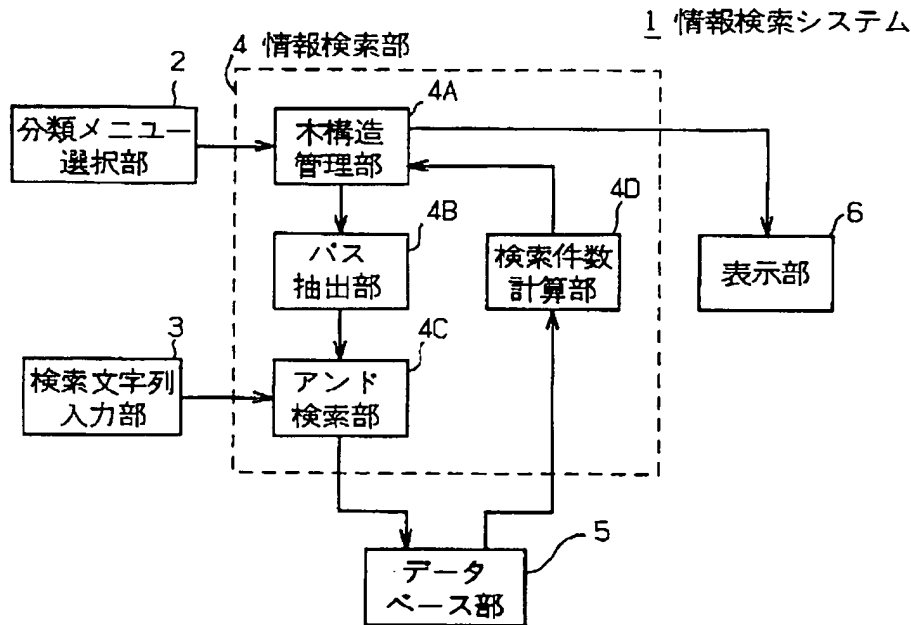 1 情報検索システム
4 情報検索部
2
分類メニュー
選択部
4A
木構造
管理部
4B
パス
抽出部
4D
検索件数
計算部
6
表示部
3
検索文字列
入力部
4C
アンド
検索部
5
データ
ベース部